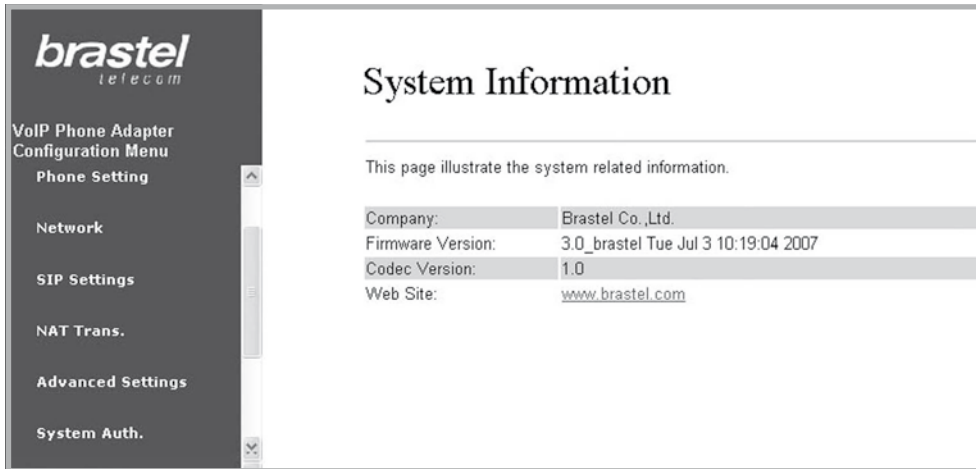 brastel
telecom
VoIP Phone Adapter
Configuration Menu
Phone Setting
Network
SIP Settings
NAT Trans.
Advanced Settings
System Auth.
System Information
This page illustrate the system related information.
Company: Brastel Co.,Ltd.
Firmware Version: 3.0_brastel Tue Jul 3 10:19:04 2007
Codec Version: 1.0
Web Site: www.brastel.com